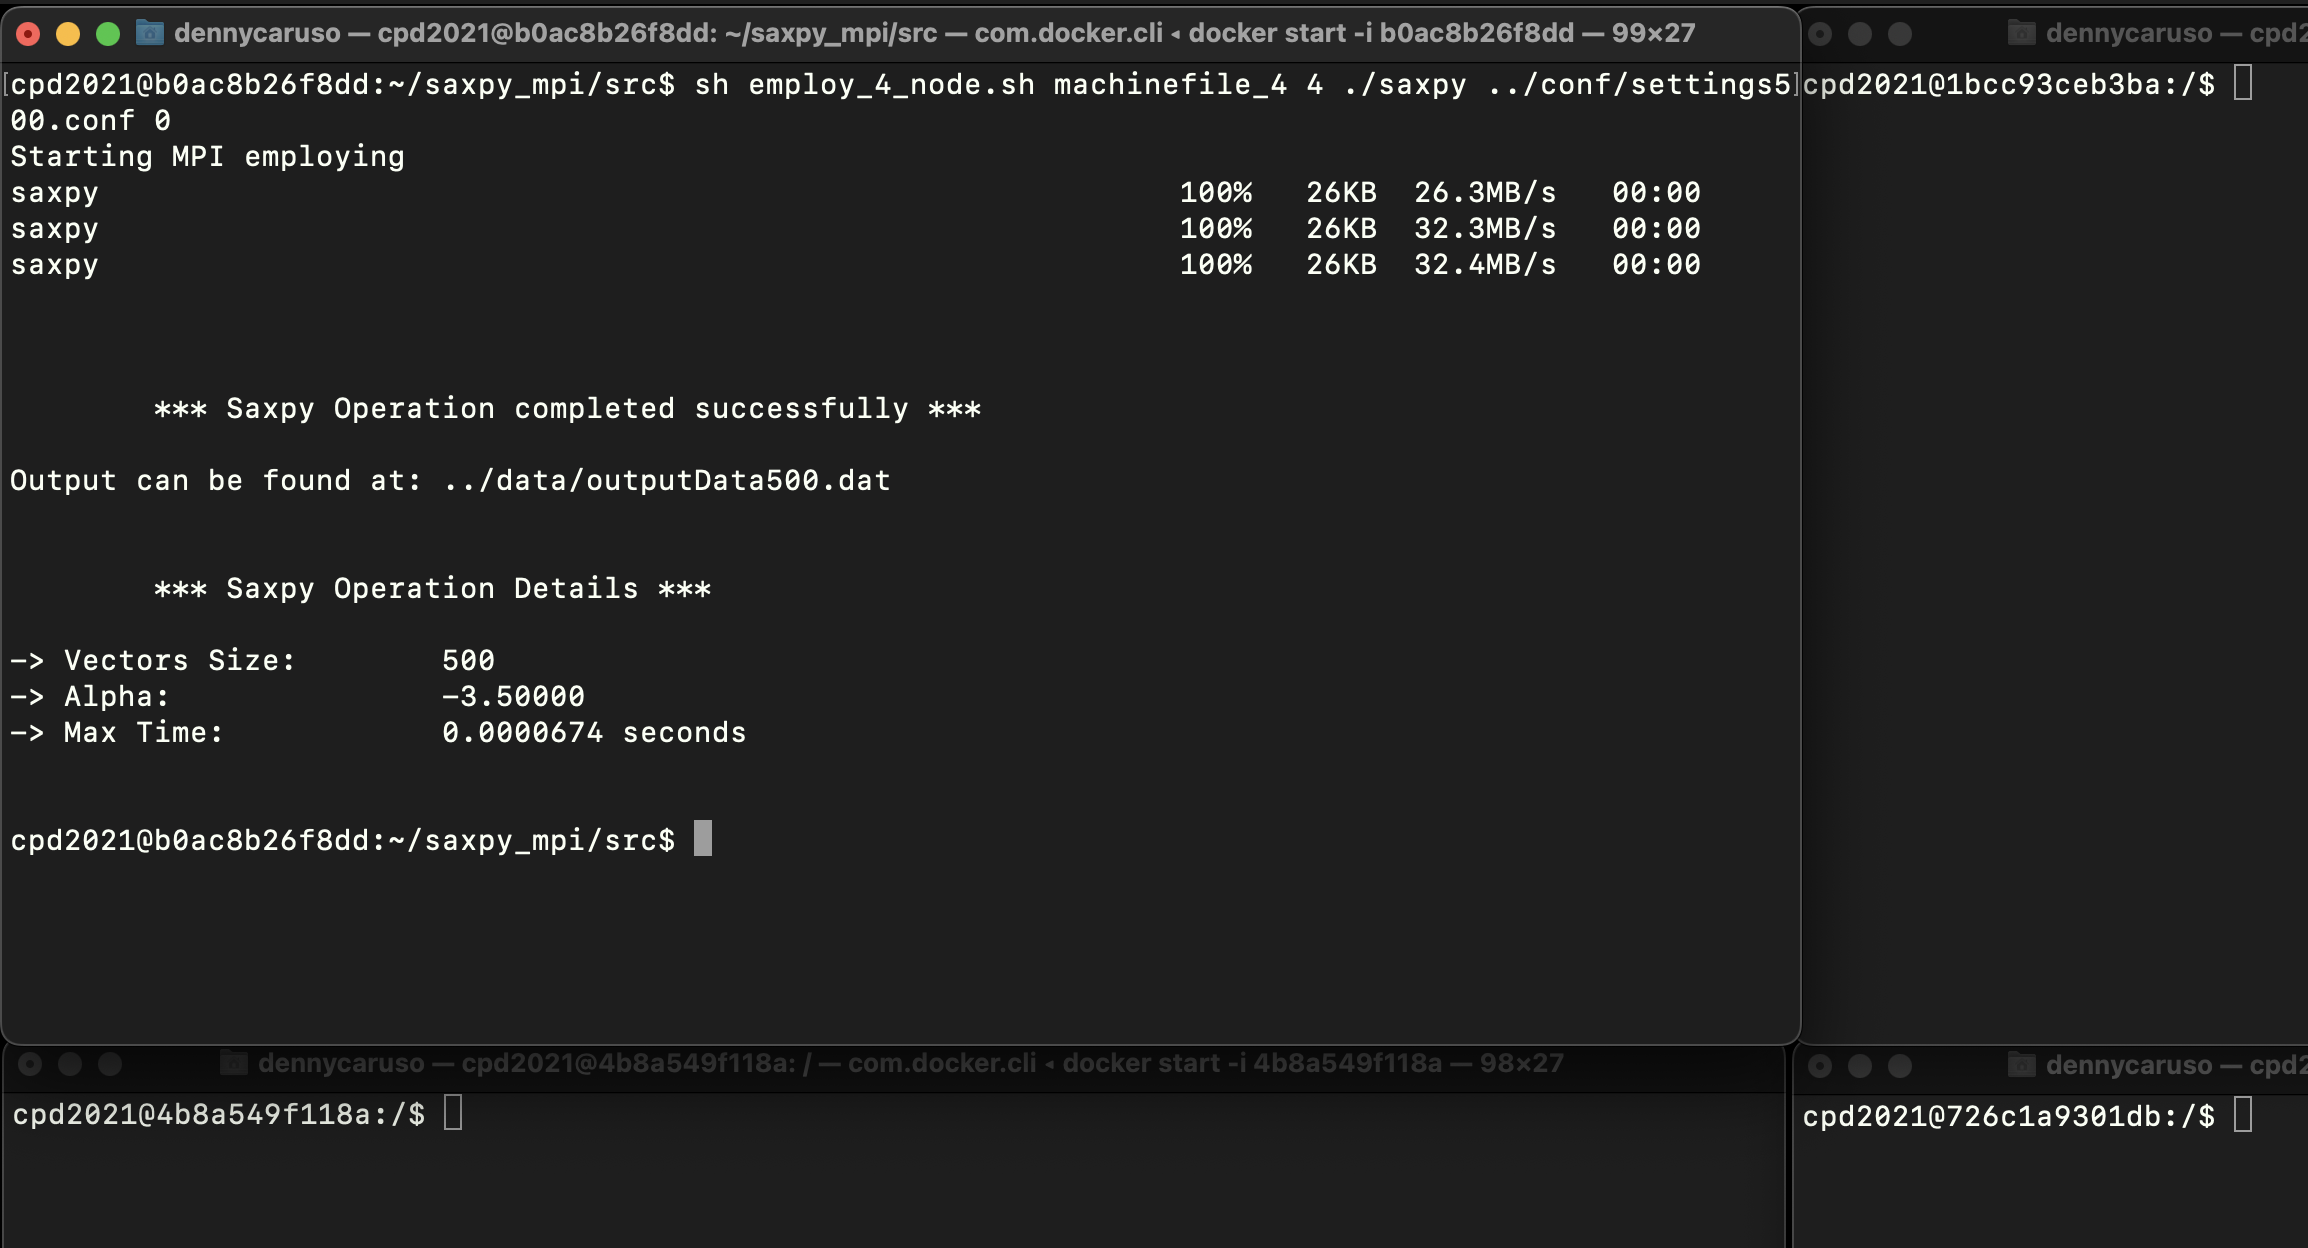 dennycaruso — cpd2021@b0ac8b26f8dd: ~/saxpy_mpi/src — com.docker.cli ◂ docker start -i b0ac8b26f8dd — 99×27
[cpd2021@b0ac8b26f8dd:~/saxpy_mpi/src$ sh employ_4_node.sh machinefile_4 4 ./saxpy ../conf/settings5]
00.conf 0
Starting MPI employing
saxpy 100% 26KB 26.3MB/s 00:00
saxpy 100% 26KB 32.3MB/s 00:00
saxpy 100% 26KB 32.4MB/s 00:00
*** Saxpy Operation completed successfully ***
Output can be found at: ../data/outputData500.dat
*** Saxpy Operation Details ***
-> Vectors Size: 500
-> Alpha: -3.50000
-> Max Time: 0.0000674 seconds
cpd2021@b0ac8b26f8dd:~/saxpy_mpi/src$
dennycaruso — cpd2
cpd2021@1bcc93ceb3ba:/$
dennycaruso — cpd2021@4b8a549f118a: / — com.docker.cli ◂ docker start -i 4b8a549f118a — 98×27
cpd2021@4b8a549f118a:/$
dennycaruso — cpd2
cpd2021@726c1a9301db:/$